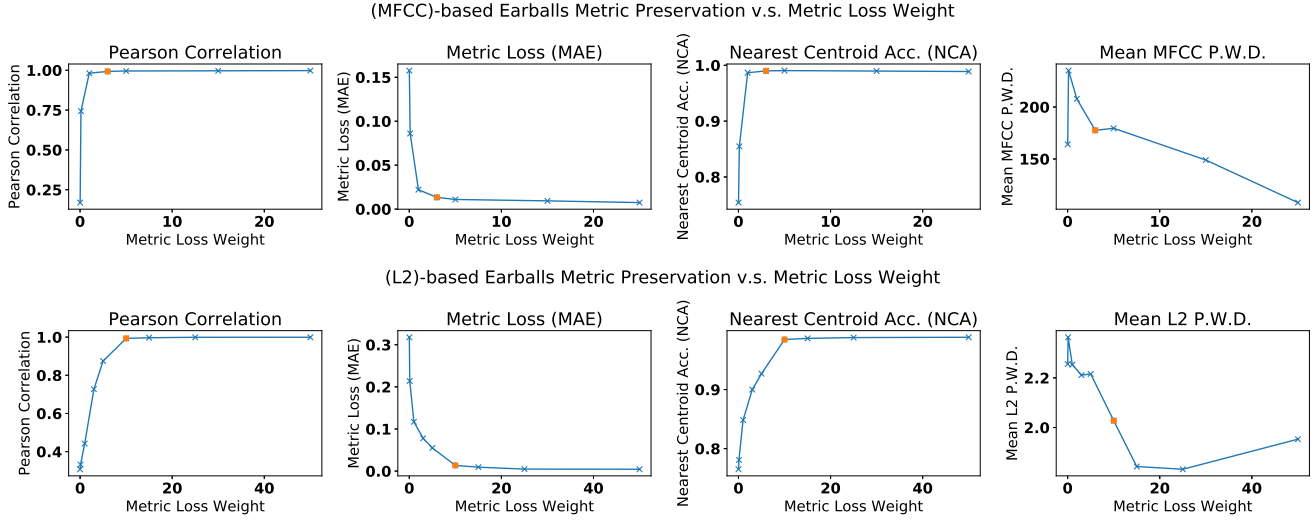 (MFCC)-based Earballs Metric Preservation v.s. Metric Loss Weight
Pearson Correlation
Pearson Correlation
1.00
0.75
0.50
0.25
0 10 20
Metric Loss Weight
Metric Loss (MAE)
Metric Loss (MAE)
0.15
0.10
0.05
0.00
0 10 20
Metric Loss Weight
Nearest Centroid Acc. (NCA)
Nearest Centroid Acc. (NCA)
1.0
0.9
0.8
0 10 20
Metric Loss Weight
Mean MFCC P.W.D.
Mean MFCC P.W.D.
200
150
0 10 20
Metric Loss Weight
(L2)-based Earballs Metric Preservation v.s. Metric Loss Weight
Pearson Correlation
Pearson Correlation
1.0
0.8
0.6
0.4
0 20 40
Metric Loss Weight
Metric Loss (MAE)
Metric Loss (MAE)
0.3
0.2
0.1
0.0
0 20 40
Metric Loss Weight
Nearest Centroid Acc. (NCA)
Nearest Centroid Acc. (NCA)
0.9
0.8
0 20 40
Metric Loss Weight
Mean L2 P.W.D.
Mean L2 P.W.D.
2.2
2.0
0 20 40
Metric Loss Weight